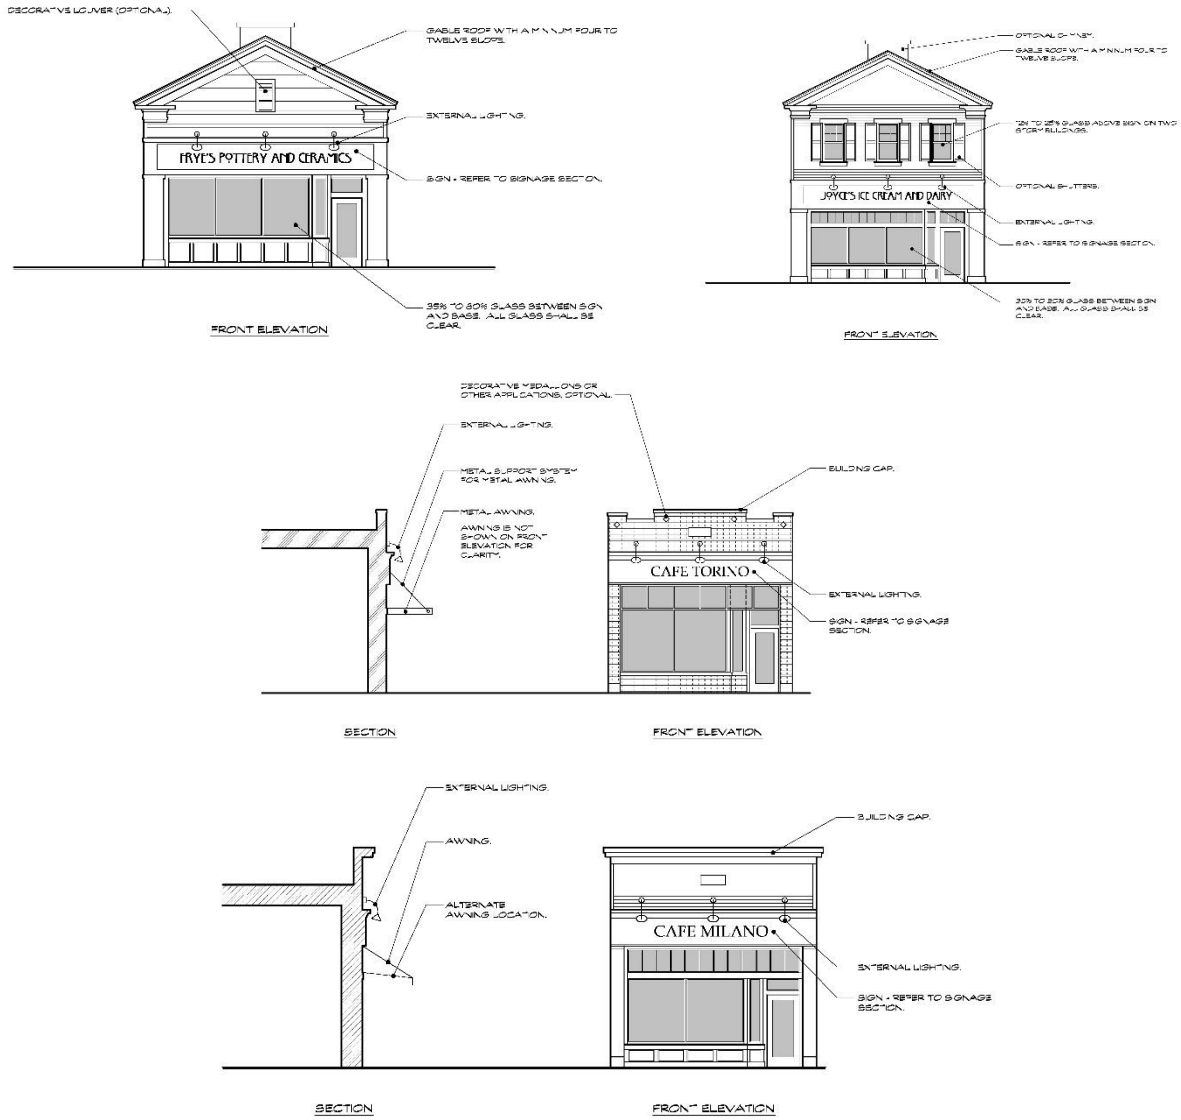 DECORATIVE LOUVER (OPTIONAL).
GABLE ROOF WITH A MINIMUM FOUR TO
TWELVE SLOPE.
EXTERNAL LIGHTING.
FRYE'S POTTERY AND CERAMICS
SIGN - REFER TO SIGNAGE SECTION.
35% TO 80% GLASS BETWEEN SIGN
AND BASE. ALL GLASS SHALL BE
CLEAR.
FRONT ELEVATION
OPTIONAL CHIMNEY.
GABLE ROOF WITH A MINIMUM FOUR TO
TWELVE SLOPE.
GLASS ABOVE SIGN ON TWO
STORY BUILDINGS.
OPTIONAL SHUTTERS.
JOYCE'S ICE CREAM AND DAIRY
EXTERNAL LIGHTING.
SIGN - REFER TO SIGNAGE SECTION.
GLASS BETWEEN SIGN
AND BASE. ALL GLASS SHALL BE
CLEAR.
FRONT ELEVATION
DECORATIVE MEDALLIONS OR
OTHER APPLICATIONS, OPTIONAL.
EXTERNAL LIGHTING.
METAL SUPPORT SYSTEM
FOR METAL AWNING.
METAL AWNING.
AWNING IS NOT
SHOWN ON FRONT
ELEVATION FOR
CLARITY.
BUILDING CAP.
CAFE TORINO
EXTERNAL LIGHTING.
SIGN - REFER TO SIGNAGE
SECTION.
SECTION
FRONT ELEVATION
EXTERNAL LIGHTING.
AWNING.
ALTERNATE
AWNING LOCATION.
BUILDING CAP.
CAFE MILANO
EXTERNAL LIGHTING.
SIGN - REFER TO SIGNAGE
SECTION.
SECTION
FRONT ELEVATION